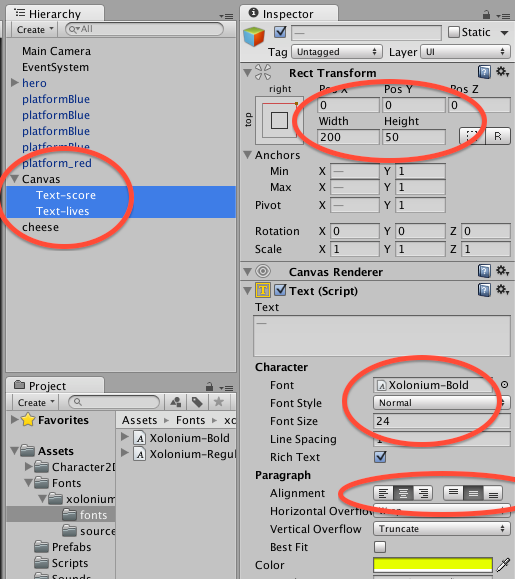 Hierarchy
Create
All
Main Camera
EventSystem
hero
platformBlue
platformBlue
platformBlue
platformBlue
platform_red
Canvas
Text-score
Text-lives
cheese
Project
Create
Favorites
Assets
Character2D
Fonts
xolonium
fonts
source
Prefabs
Scripts
Sounds
Assets
Fonts
xo
Xolonium-Bold
Xolonium-Regul
Inspector
—
Static
Tag
Untagged
Layer
UI
Rect Transform
right
Pos X
Pos Y
Pos Z
top
0
0
0
Width
Height
200
50
R
Anchors
Min
X
—
Y
1
Max
X
—
Y
1
Pivot
X
—
Y
1
Rotation
X
0
Y
0
Z
0
Scale
X
1
Y
1
Z
1
Canvas Renderer
Text (Script)
Text
—
Character
Font
Xolonium-Bold
Font Style
Normal
Font Size
24
Line Spacing
Rich Text
Paragraph
Alignment
Horizontal Overflow
Vertical Overflow
Truncate
Best Fit
Color